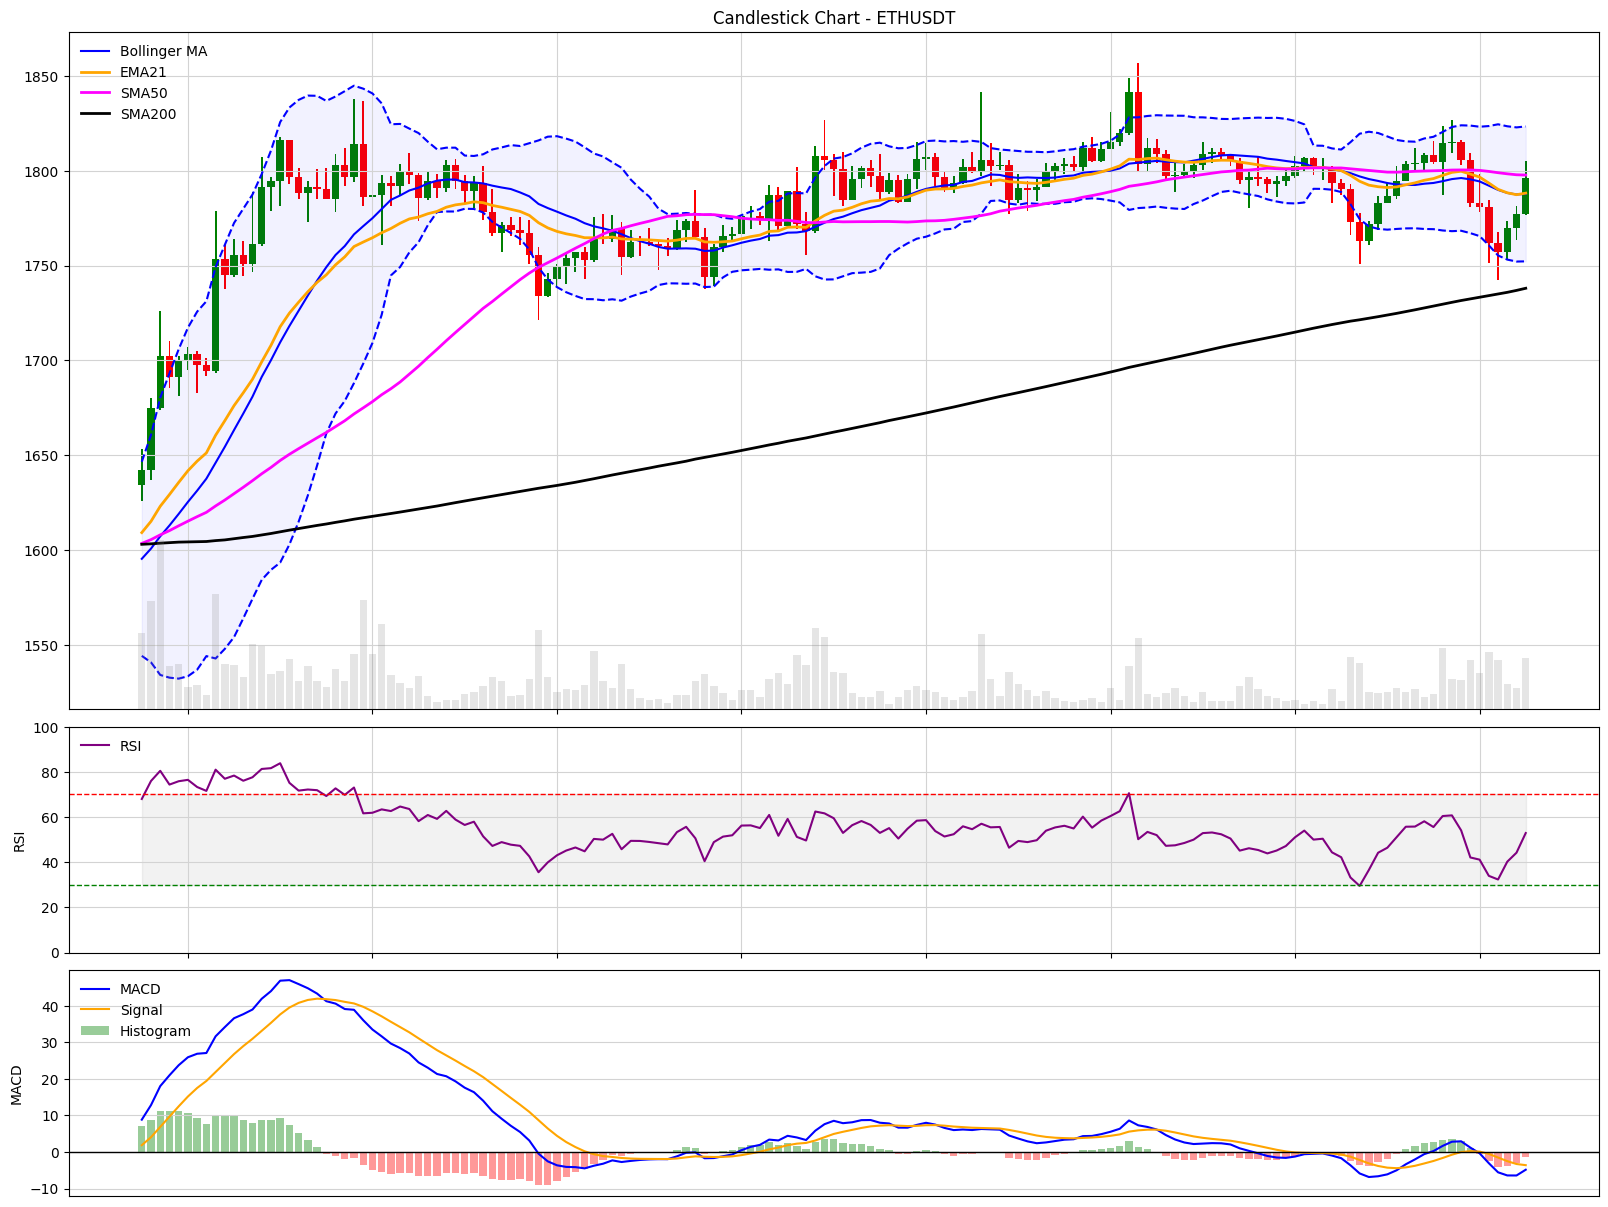 Candlestick Chart - ETHUSDT
Bollinger MA
EMA21
SMA50
SMA200
1850
1800
1750
1700
1650
1600
1550
RSI
RSI
100
80
60
40
20
0
MACD
Signal
Histogram
MACD
40
30
20
10
0
−10